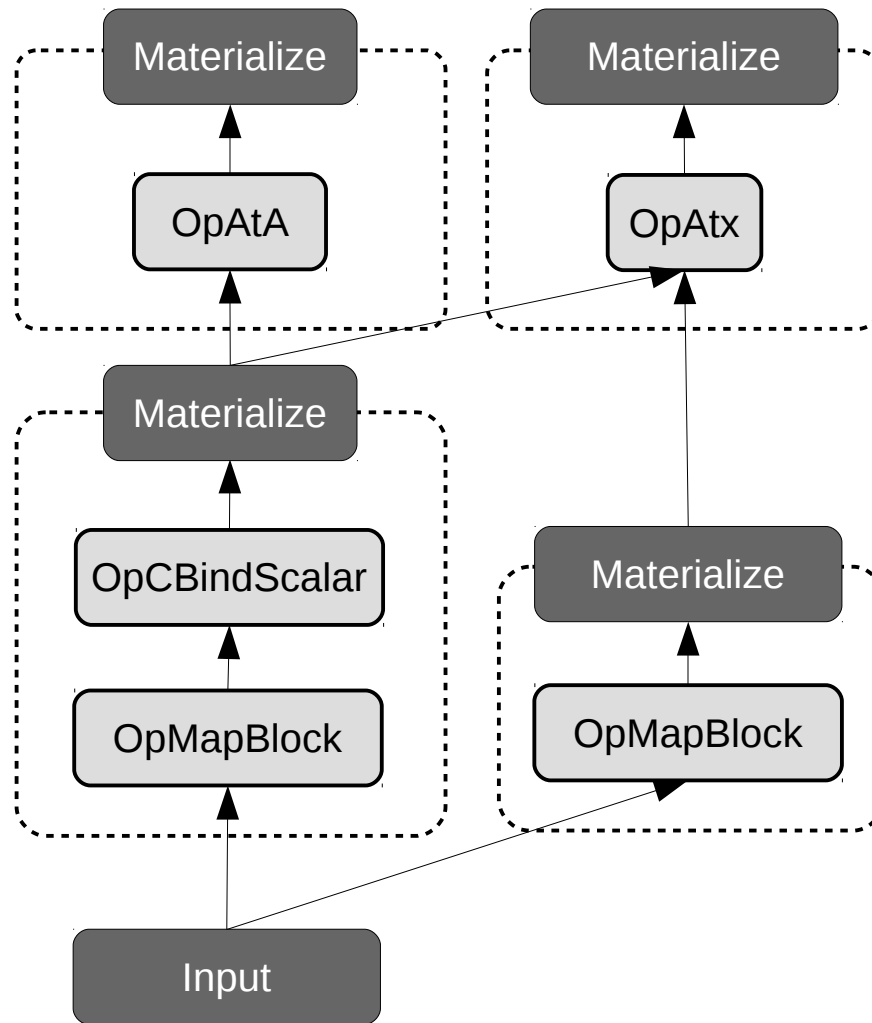 Materialize
Materialize
OpAtA
OpAtx
Materialize
OpCBindScalar
Materialize
OpMapBlock
OpMapBlock
Input